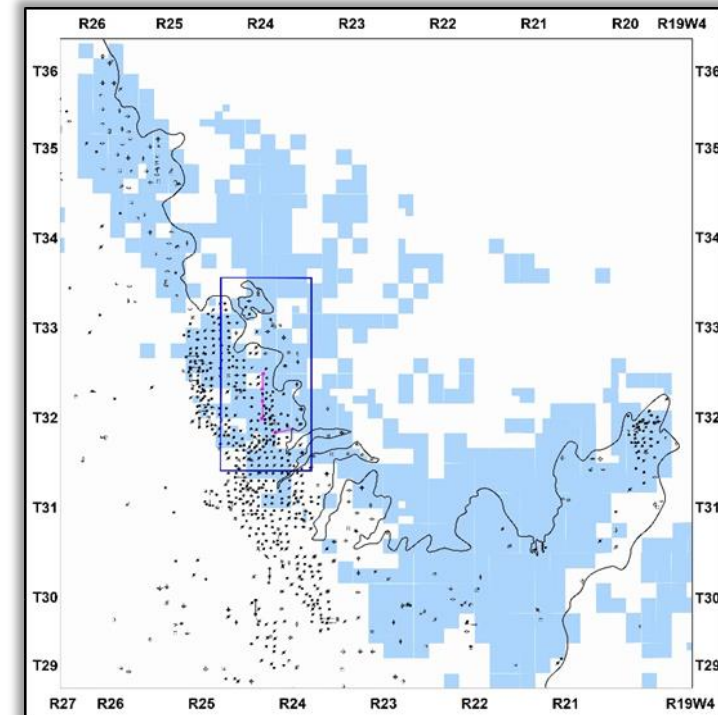 R26 R25 R24 R23 R22 R21 R20 R19W4
T36 T36
T35 T35
T34 T34
T33 T33
T32 T32
T31 T31
T30 T30
T29 T29
R27 R26 R25 R24 R23 R22 R21 R19W4